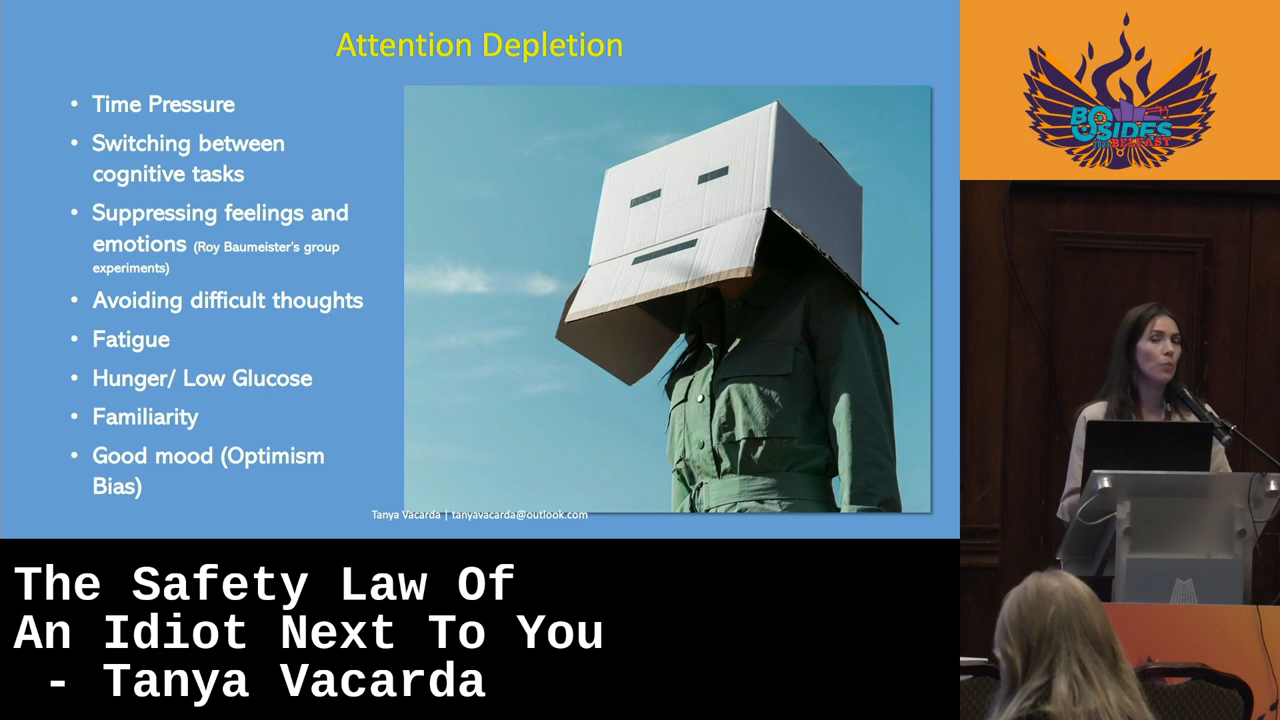 Attention Depletion
• Time Pressure
• Switching between
cognitive tasks
• Suppressing feelings and
emotions (Roy Baumeister's group
experiments)
• Avoiding difficult thoughts
• Fatigue
• Hunger/ Low Glucose
• Familiarity
• Good mood (Optimism
Bias)
Tanya Vacarda | tanyavacarda@outlook.com
BSIDES
BELFAST
The Safety Law Of
An Idiot Next To You
- Tanya Vacarda